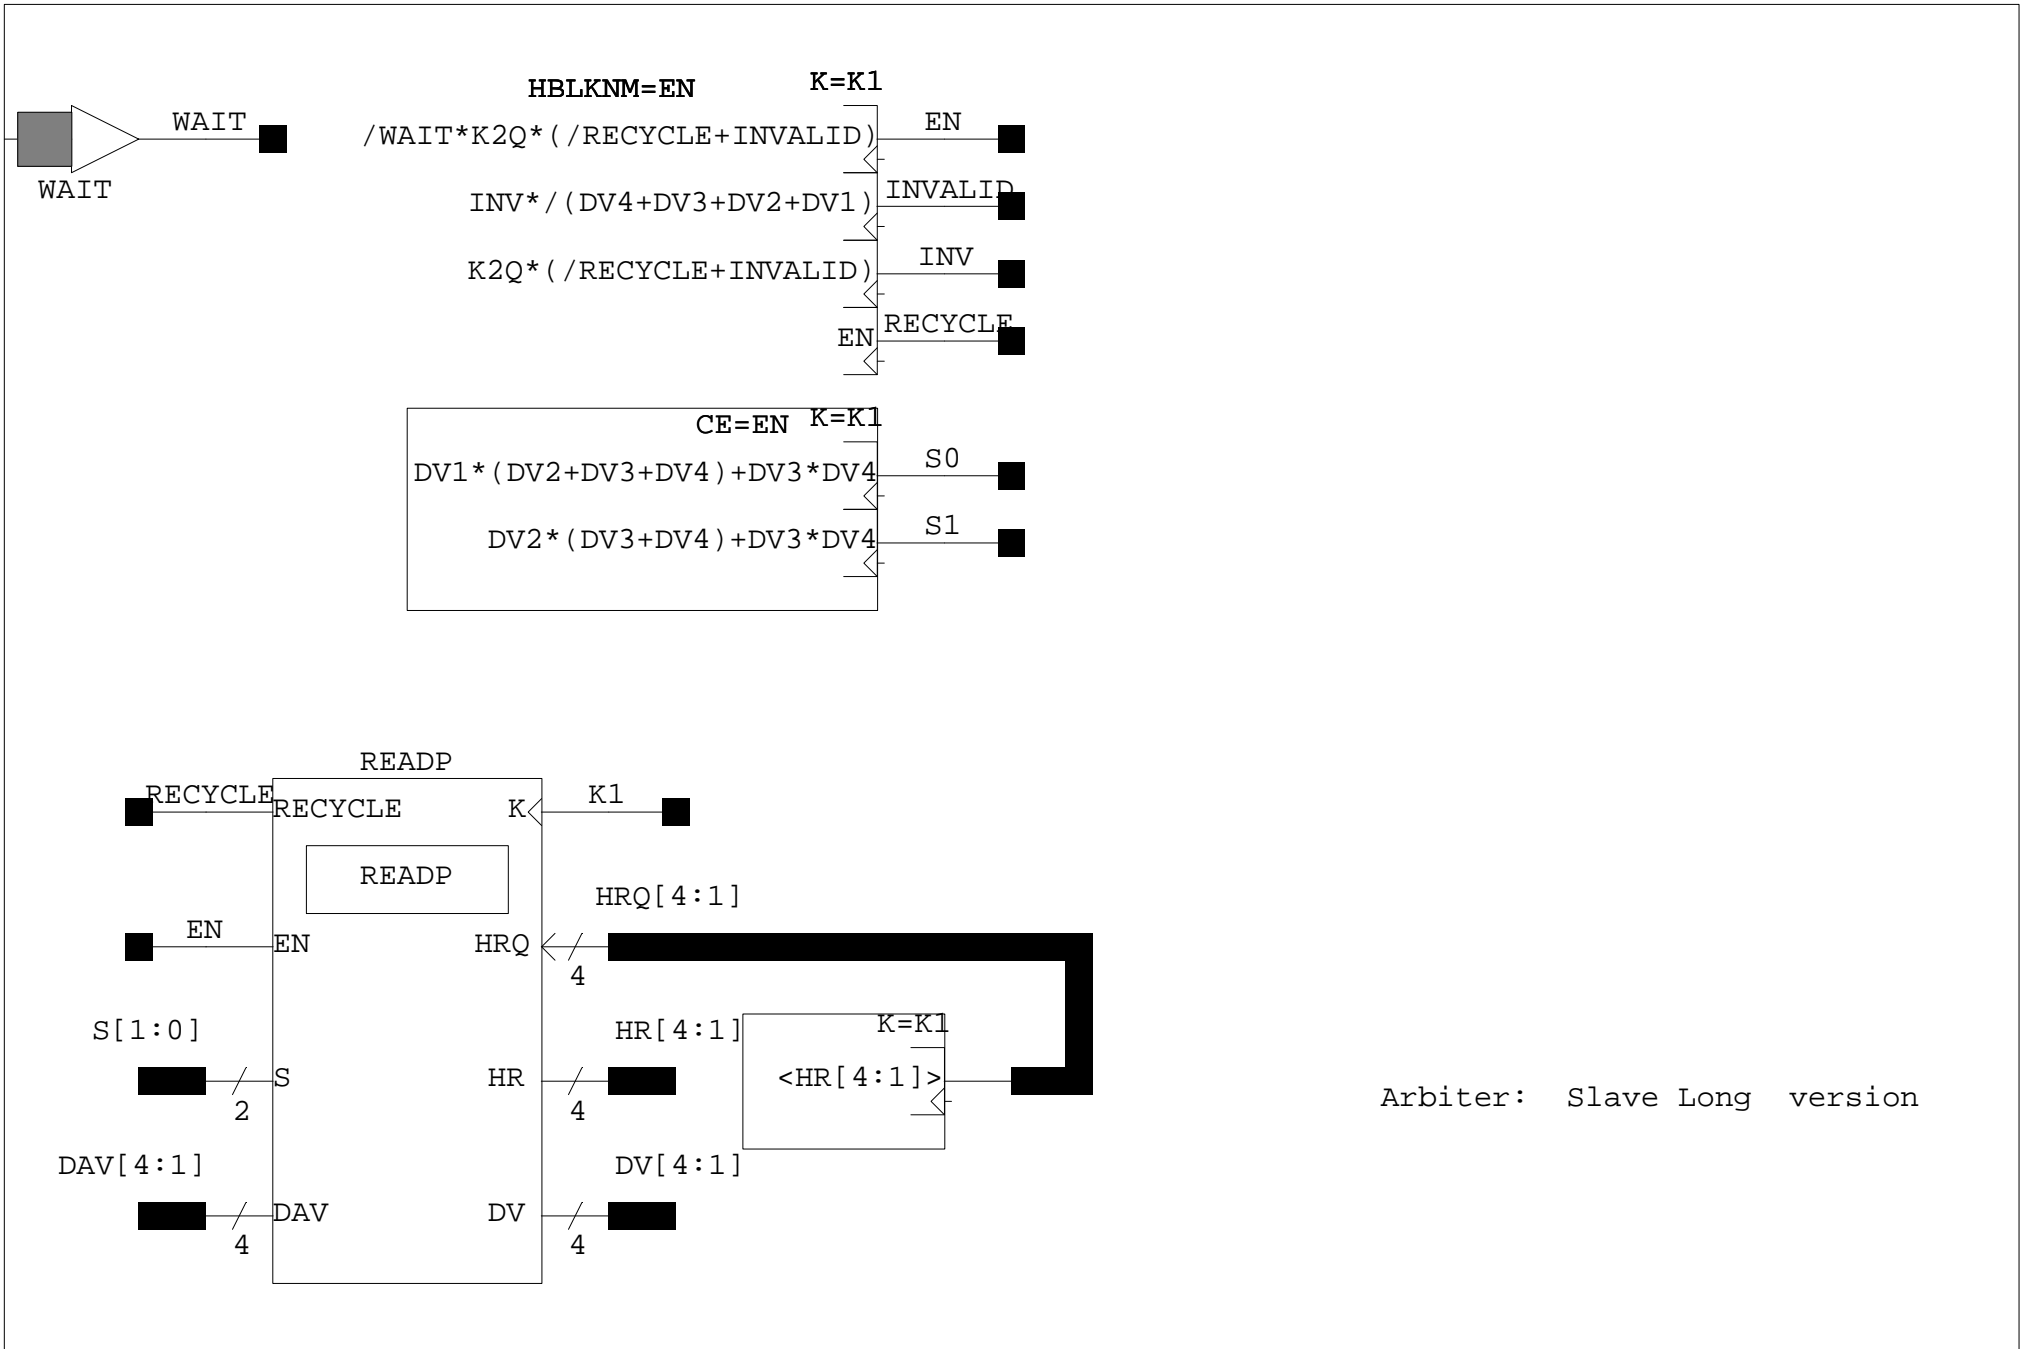 HBLKNM=EN
K=K1
WAIT
WAIT
/WAIT*K2Q*(/RECYCLE+INVALID)
EN
INV*/(DV4+DV3+DV2+DV1)
INVALID
K2Q*(/RECYCLE+INVALID)
INV
EN
RECYCLE
CE=EN
K=K1
DV1*(DV2+DV3+DV4)+DV3*DV4
S0
DV2*(DV3+DV4)+DV3*DV4
S1
READP
RECYCLE
RECYCLE
K
K1
READP
HRQ[4:1]
EN
EN
HRQ
4
S[1:0]
HR[4:1]
K=K1
S
2
HR
4
<HR[4:1]>
Arbiter: Slave Long version
DAV[4:1]
DV[4:1]
DAV
4
DV
4